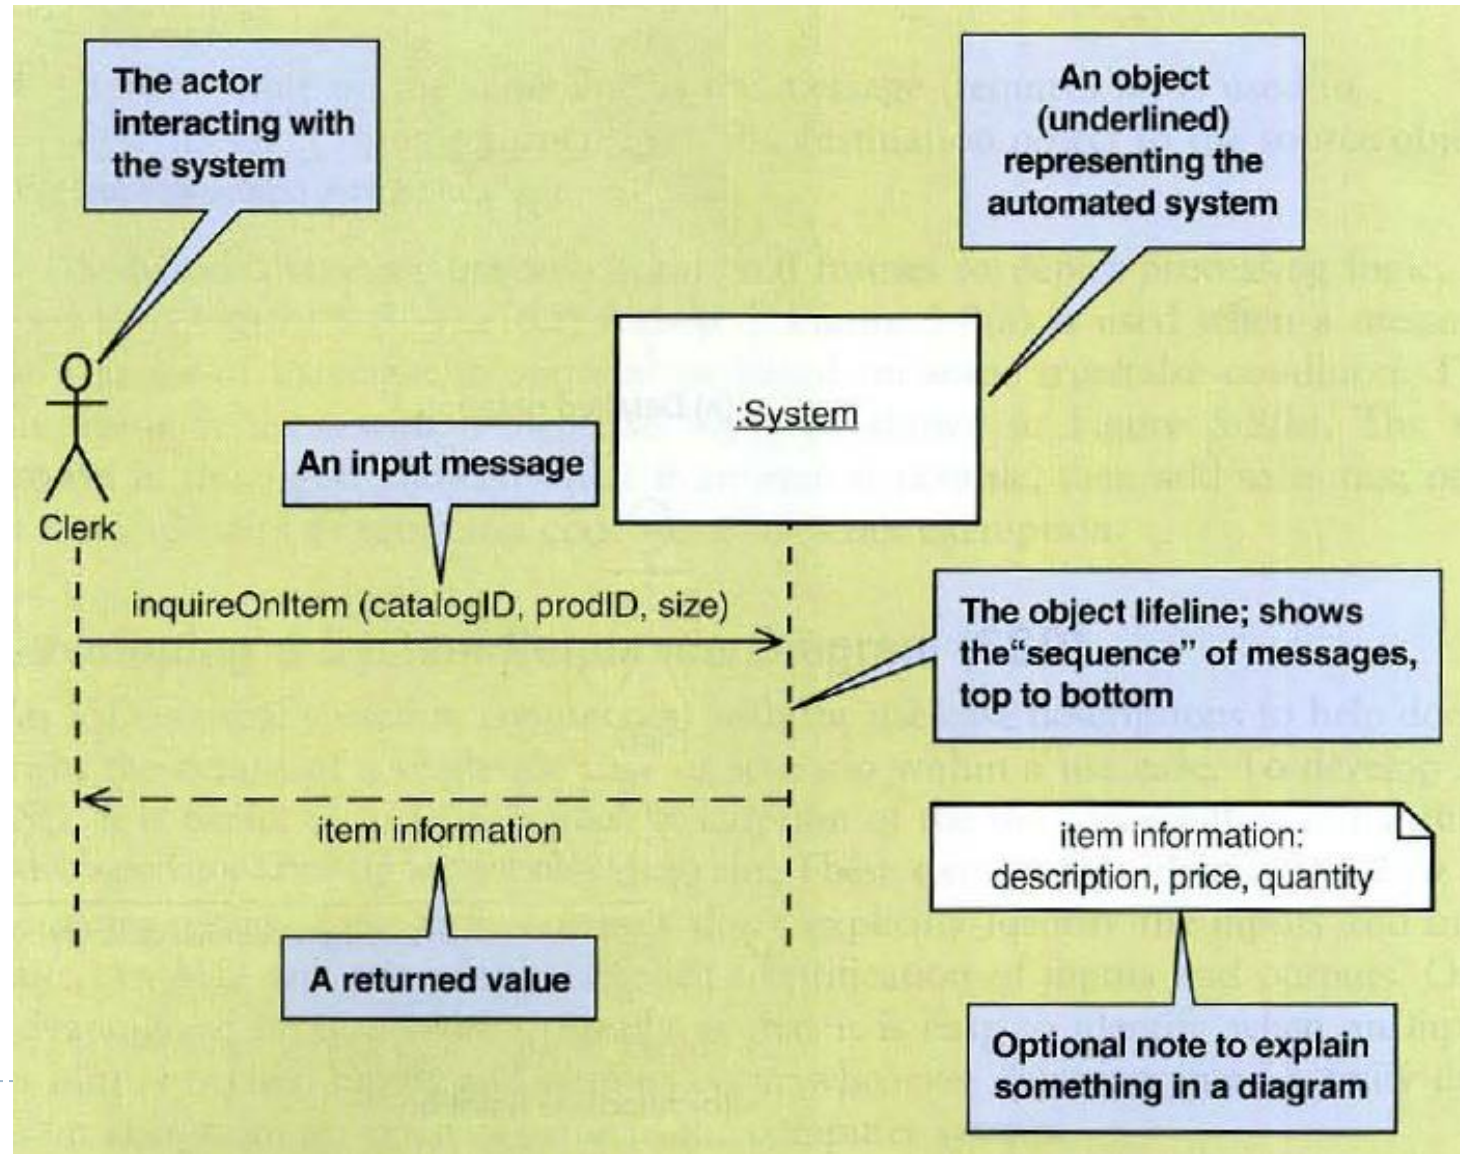 The actor
interacting with
the system
An object
(underlined)
representing the
automated system
:System
An input message
Clerk
inquireOnItem (catalogID, prodID, size)
The object lifeline; shows
the“sequence” of messages,
top to bottom
item information
item information:
description, price, quantity
A returned value
Optional note to explain
something in a diagram